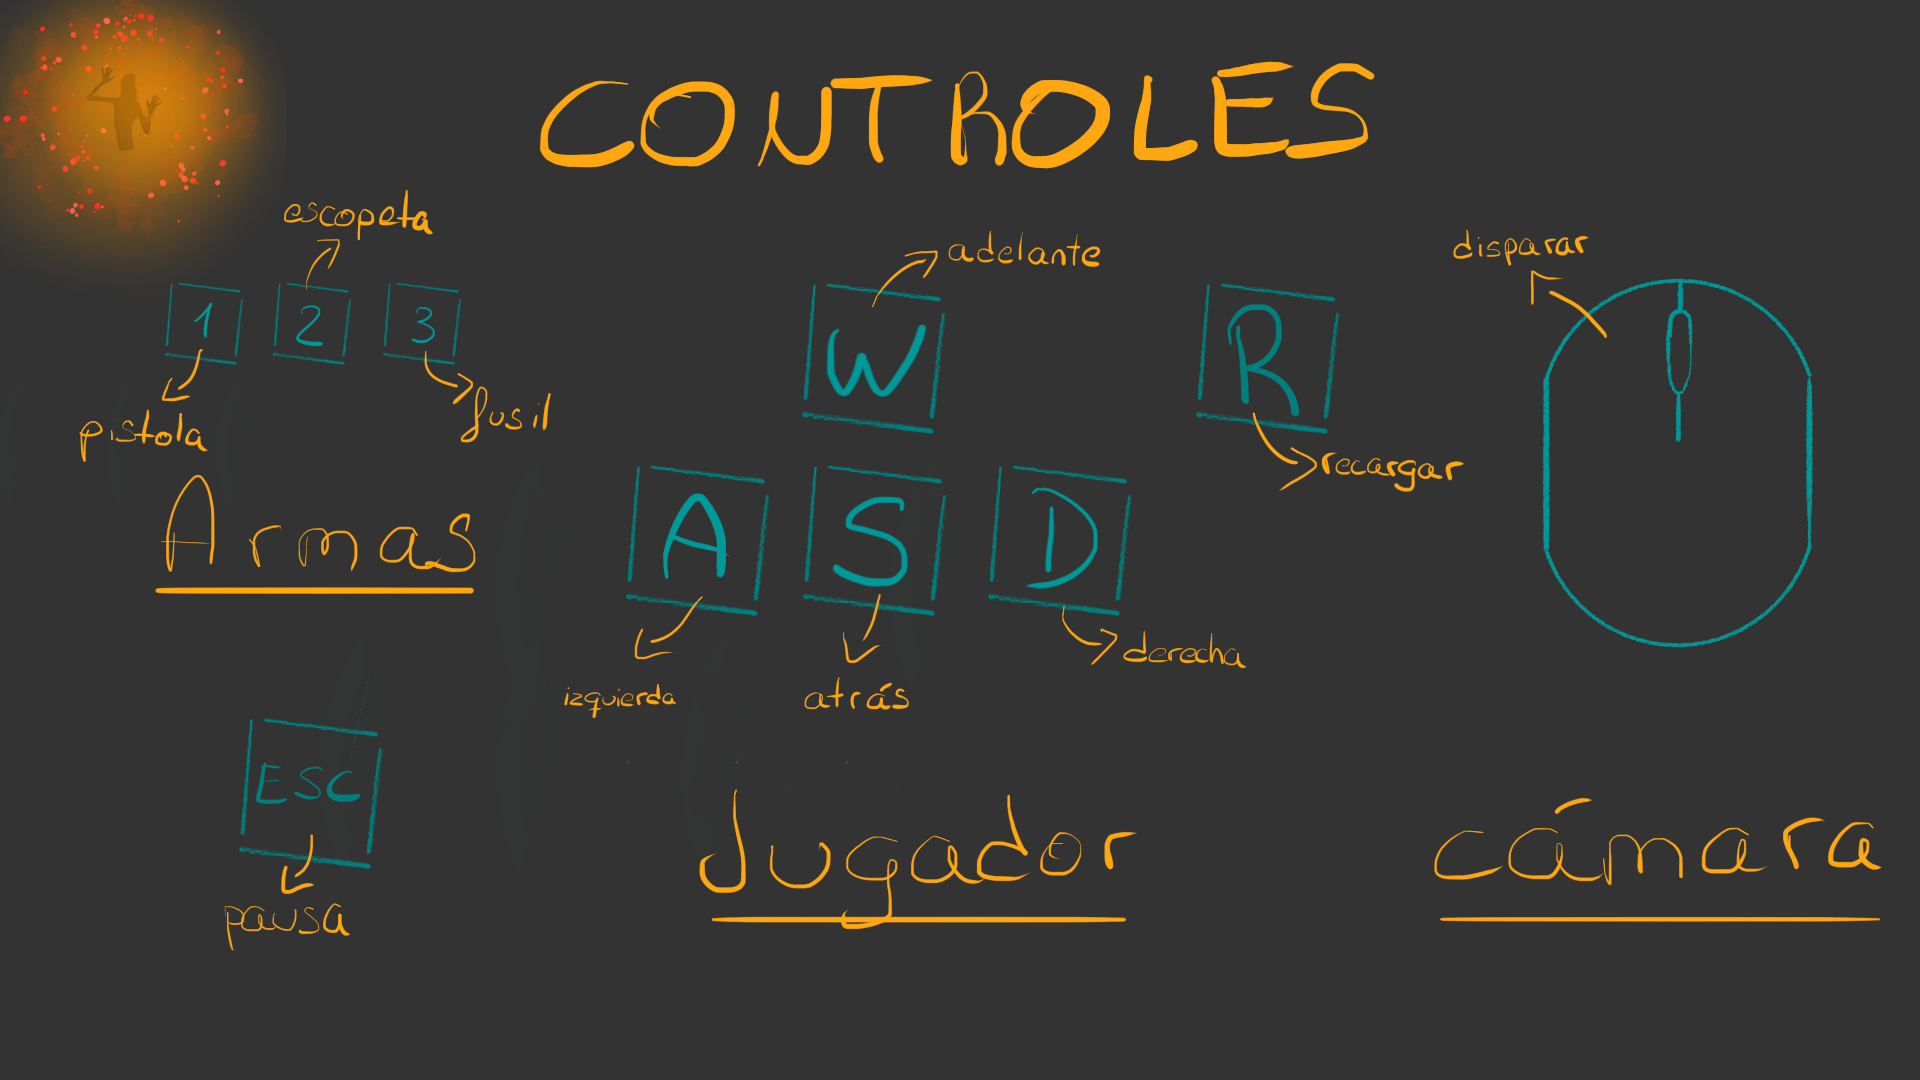 CONTROLES
escopeta
1 2 3
pistola
fusil
Armas
adelante
W
A S D
izquierda
atrás
derecha
R
recargar
disparar
ESC
pausa
Jugador
cámara